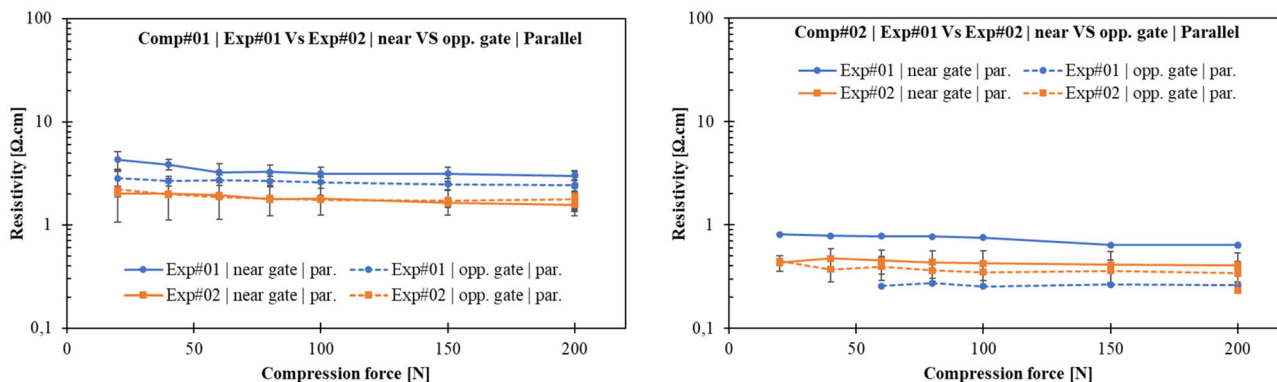 Comp#01 | Exp#01 Vs Exp#02 | near VS opp. gate | Parallel
100
10
1
0,1
Resistivity [Ω.cm]
Exp#01 | near gate | par.
Exp#01 | opp. gate | par.
Exp#02 | near gate | par.
Exp#02 | opp. gate | par.
0
50
100
150
200
Compression force [N]
Comp#02 | Exp#01 Vs Exp#02 | near VS opp. gate | Parallel
100
10
1
0,1
Resistivity [Ω.cm]
Exp#01 | near gate | par.
Exp#01 | opp. gate | par.
Exp#02 | near gate | par.
Exp#02 | opp. gate | par.
0
50
100
150
200
Compression force [N]